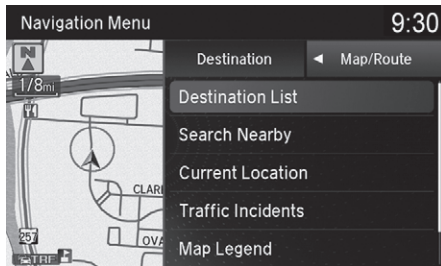 Navigation Menu
9:30
N
1/8mi
Destination
◄ Map/Route
Destination List
Search Nearby
Current Location
CLAR
Traffic Incidents
257
OVA
Map Legend